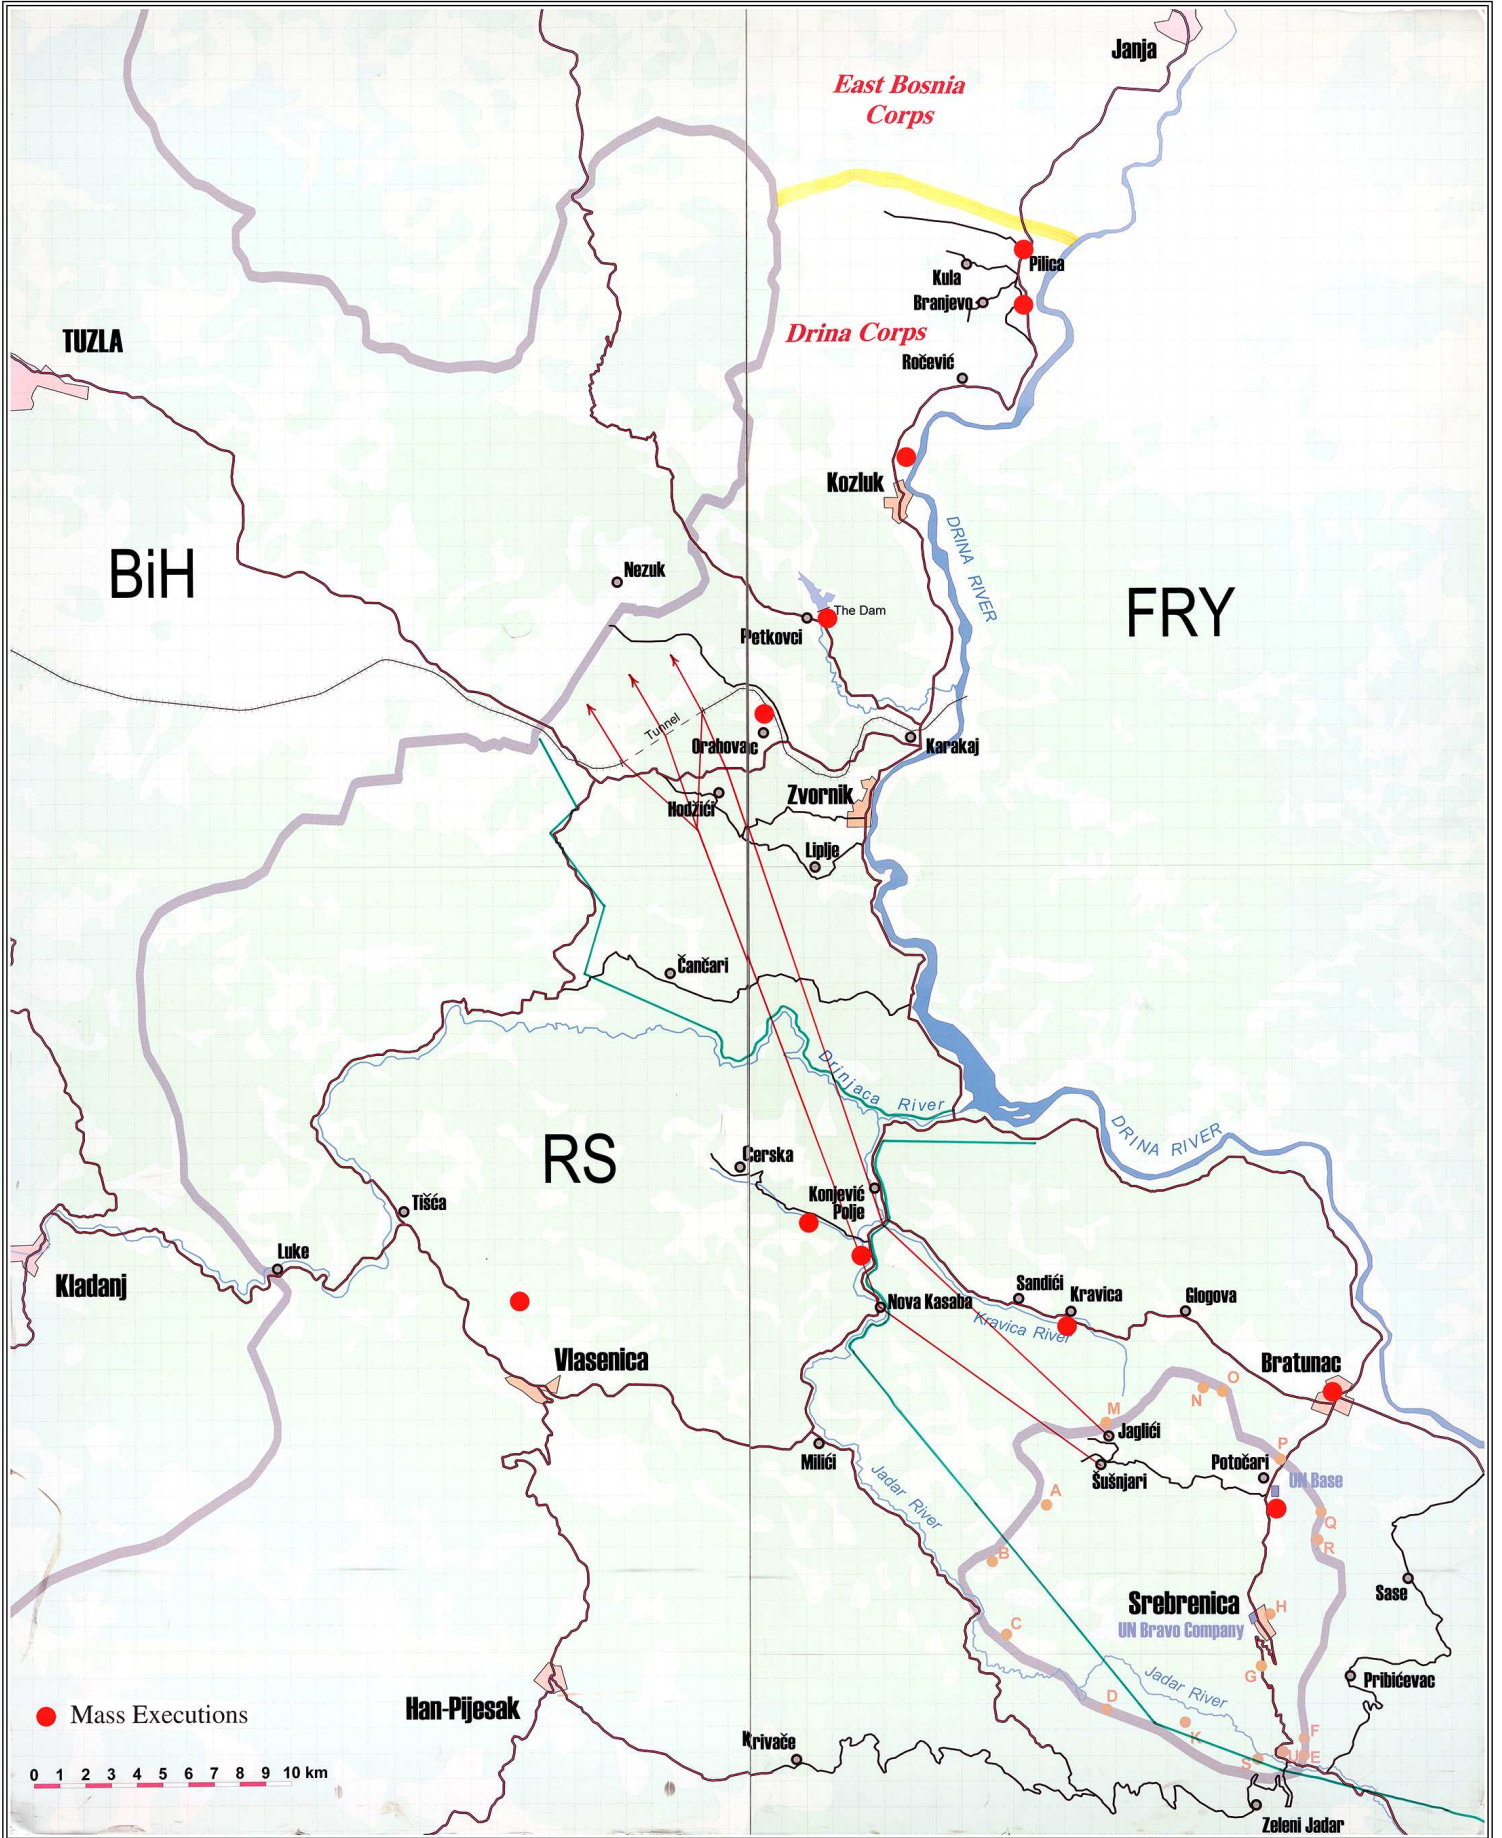 Janja
East Bosnia
Corps
Pilica
Kula
Branjevo
Drina Corps
TUZLA
Ročević
Kozluk
DRINA RIVER
BiH
Nezuk
FRY
The Dam
Petkovci
Tunnel
Orahovac
Karakaj
Zvornik
Hodžići
Liplje
Čančari
Drinjaca River
DRINA RIVER
RS
Cerska
Konjević
Polje
Tišća
Luke
Kladanj
Sandići
Kravica
Glogova
Nova Kasaba
Kravica River
Vlasenica
Bratunac
O
N
M
Jaglići
P
Milići
Potočari
Šušnjari
UN Base
Jadar River
A
Q
R
B
Sase
Srebrenica
H
UN Bravo Company
C
G
Jadar River
Pribićevac
D
Han-Pijesak
Mass Executions
K
F
Krivače
U
E
S
0 1 2 3 4 5 6 7 8 9 10 km
Zeleni Jadar